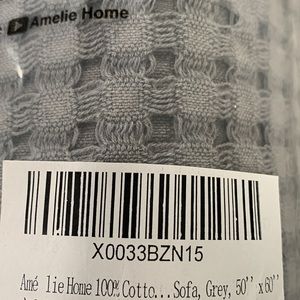 Amelie Home
X0033BZN15
Amé lie Home 100% Cotto...Sofa, Grey, 50'' x 60''